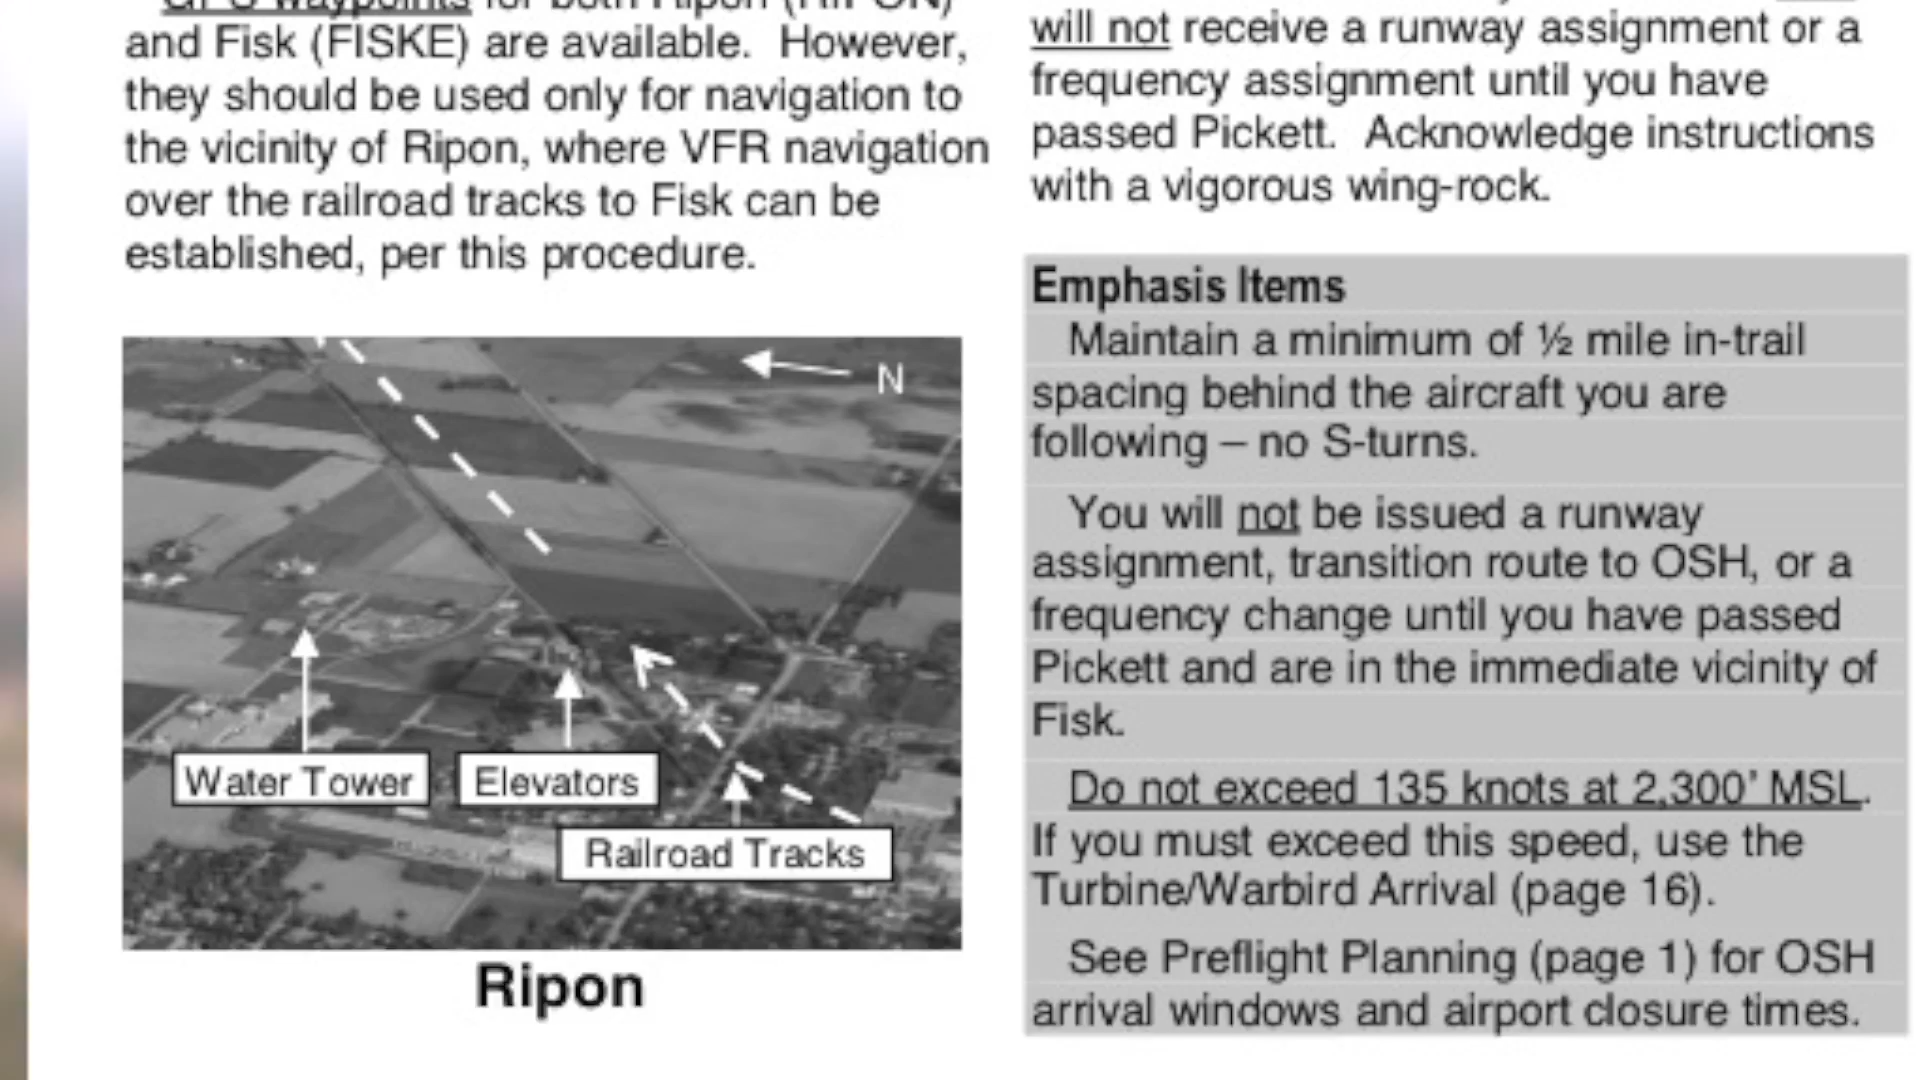 GPS waypoints for both Ripon (RIPON)
and Fisk (FISKE) are available.  However,
they should be used only for navigation to
the vicinity of Ripon, where VFR navigation
over the railroad tracks to Fisk can be
established, per this procedure.
N
Water Tower
Elevators
Railroad Tracks
Ripon
will not receive a runway assignment or a
frequency assignment until you have
passed Pickett.  Acknowledge instructions
with a vigorous wing-rock.
Emphasis Items
Maintain a minimum of ½ mile in-trail
spacing behind the aircraft you are
following – no S-turns.
You will not be issued a runway
assignment, transition route to OSH, or a
frequency change until you have passed
Pickett and are in the immediate vicinity of
Fisk.
Do not exceed 135 knots at 2,300' MSL.
If you must exceed this speed, use the
Turbine/Warbird Arrival (page 16).
See Preflight Planning (page 1) for OSH
arrival windows and airport closure times.